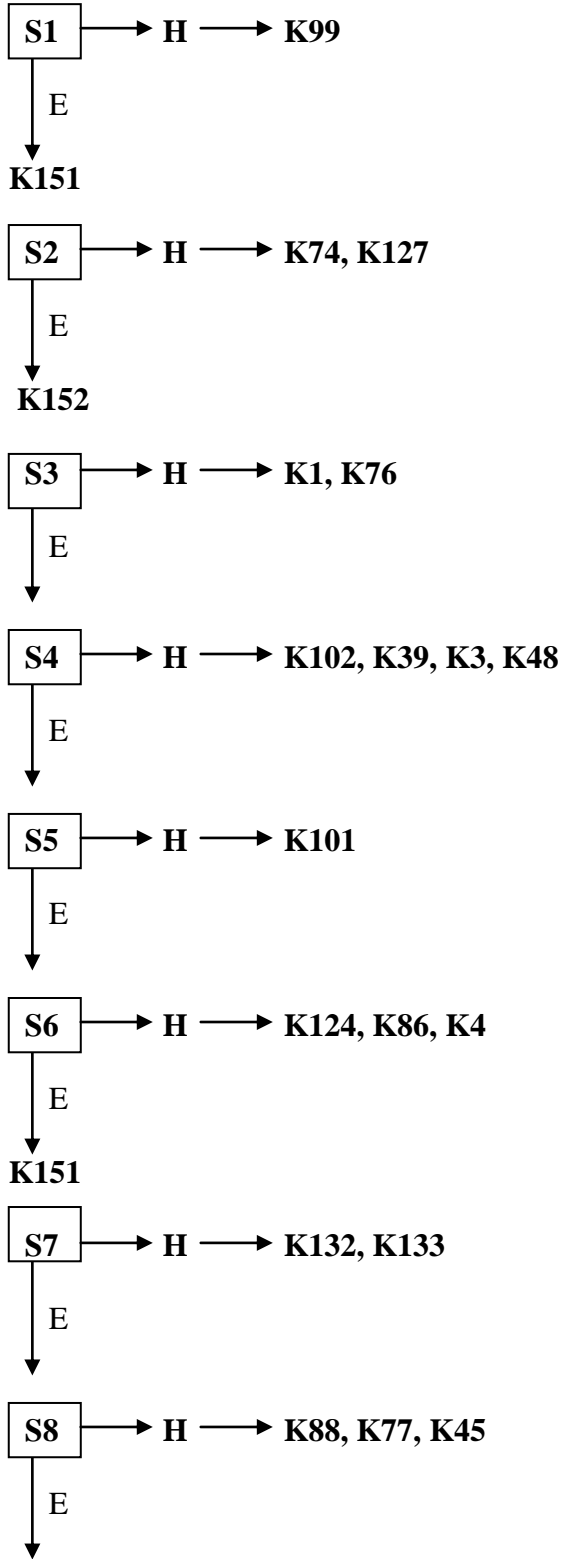 S1 H K99
E
K151
S2 H K74, K127
E
K152
S3 H K1, K76
E
S4 H K102, K39, K3, K48
E
S5 H K101
E
S6 H K124, K86, K4
E
K151
S7 H K132, K133
E
S8 H K88, K77, K45
E